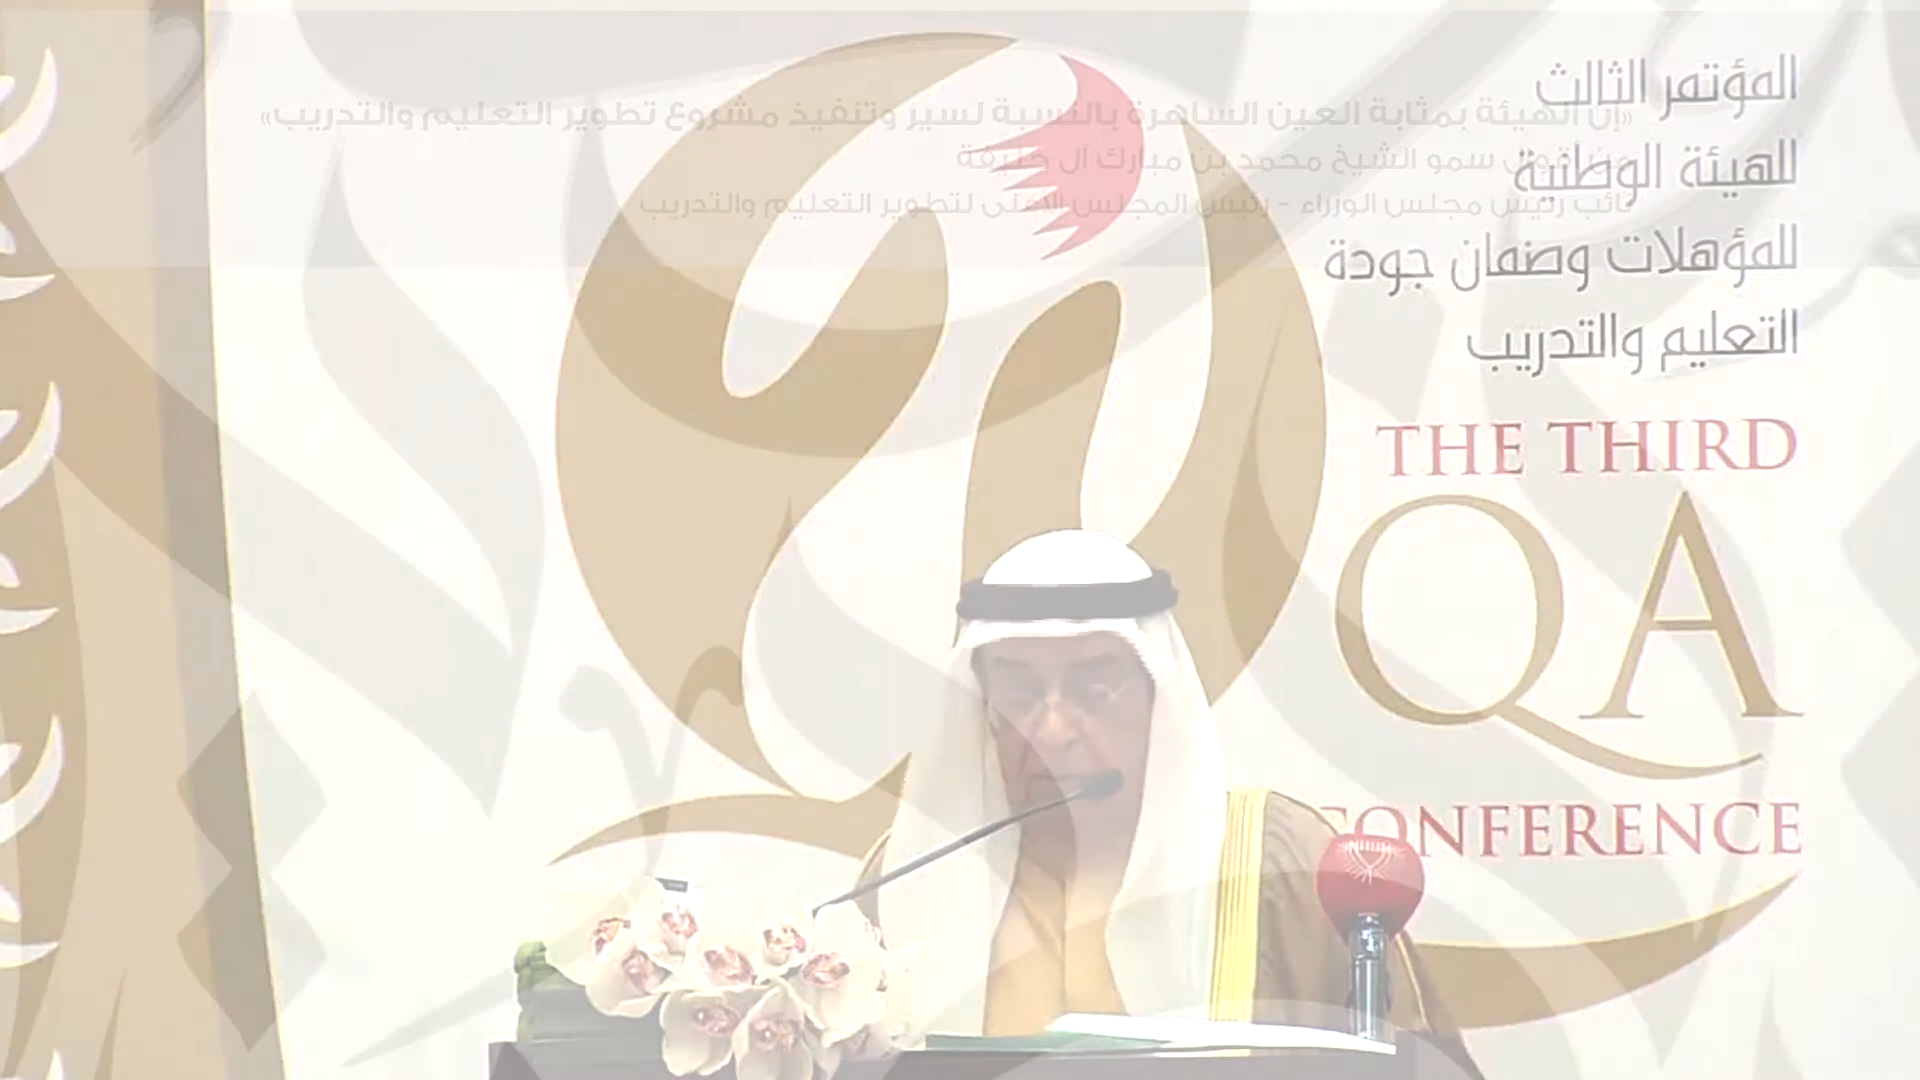 المؤتمر الثالث
للهيئة الوطنية
للمؤهلات وضمان جودة
التعليم والتدريب
THE THIRD
QA
CONFERENCE
«إن الهيئة بمثابة العين الساهرة بالنسبة لسير وتنفيذ مشروع تطوير التعليم والتدريب»
سمو الشيخ محمد بن مبارك آل خليفة
نائب رئيس مجلس الوزراء - رئيس المجلس الأعلى لتطوير التعليم والتدريب